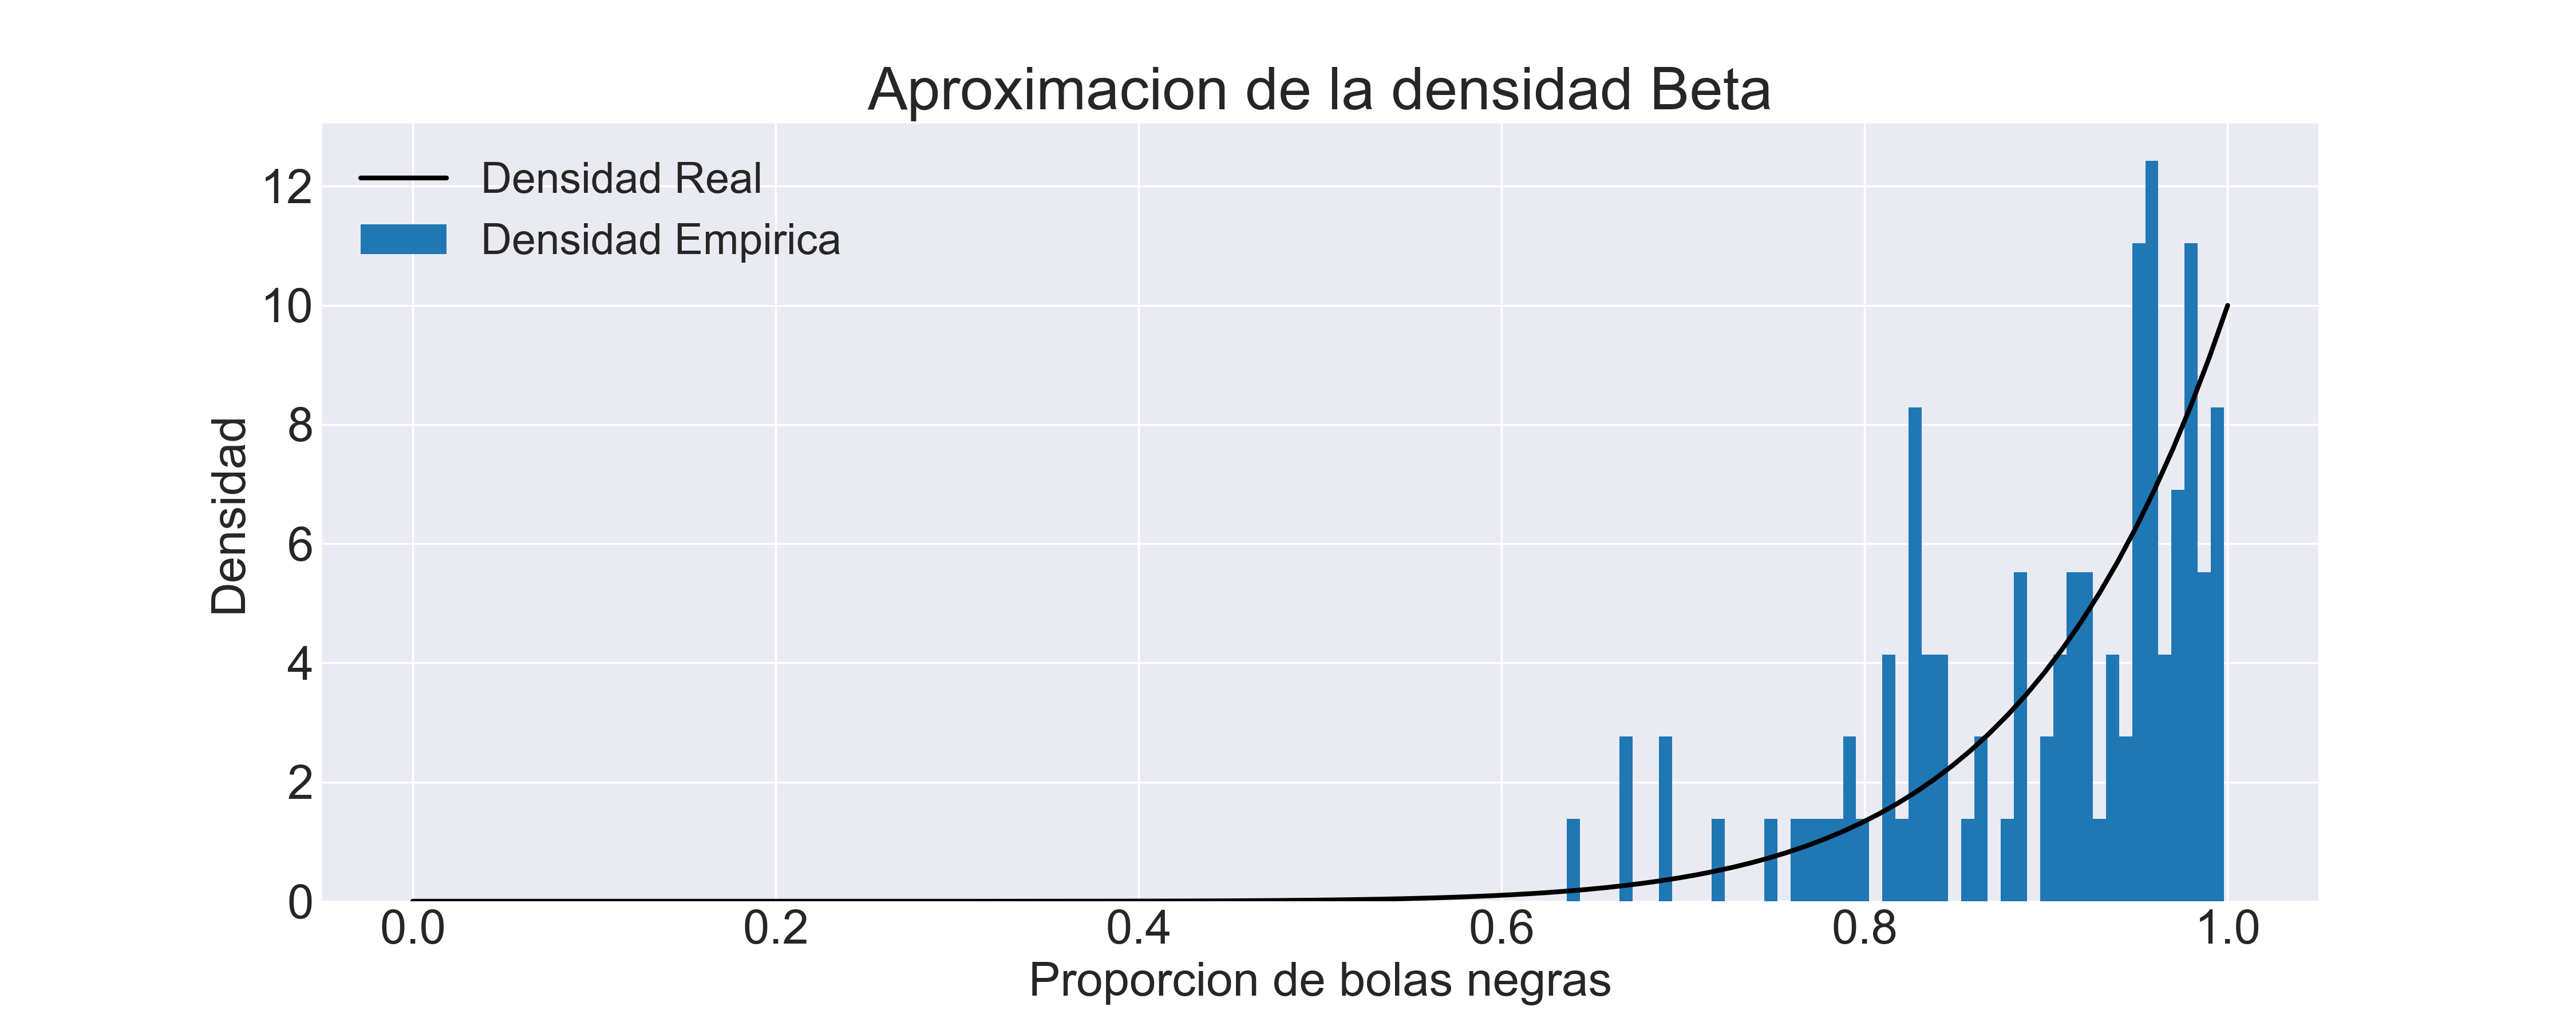 Aproximacion de la densidad Beta
Densidad Real
Densidad Empirica
12
10
8
6
4
2
0
Densidad
0.0 0.2 0.4 0.6 0.8 1.0
Proporcion de bolas negras